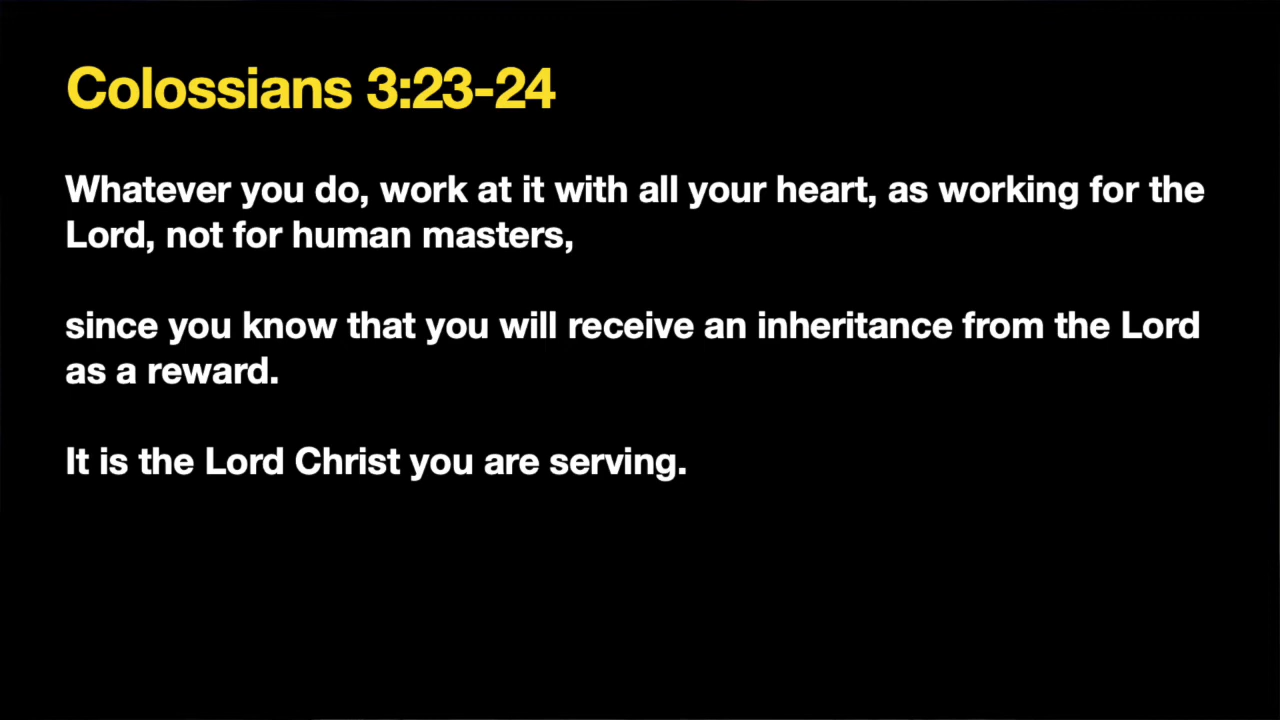 Colossians 3:23-24
Whatever you do, work at it with all your heart, as working for the
Lord, not for human masters,
since you know that you will receive an inheritance from the Lord
as a reward.
It is the Lord Christ you are serving.